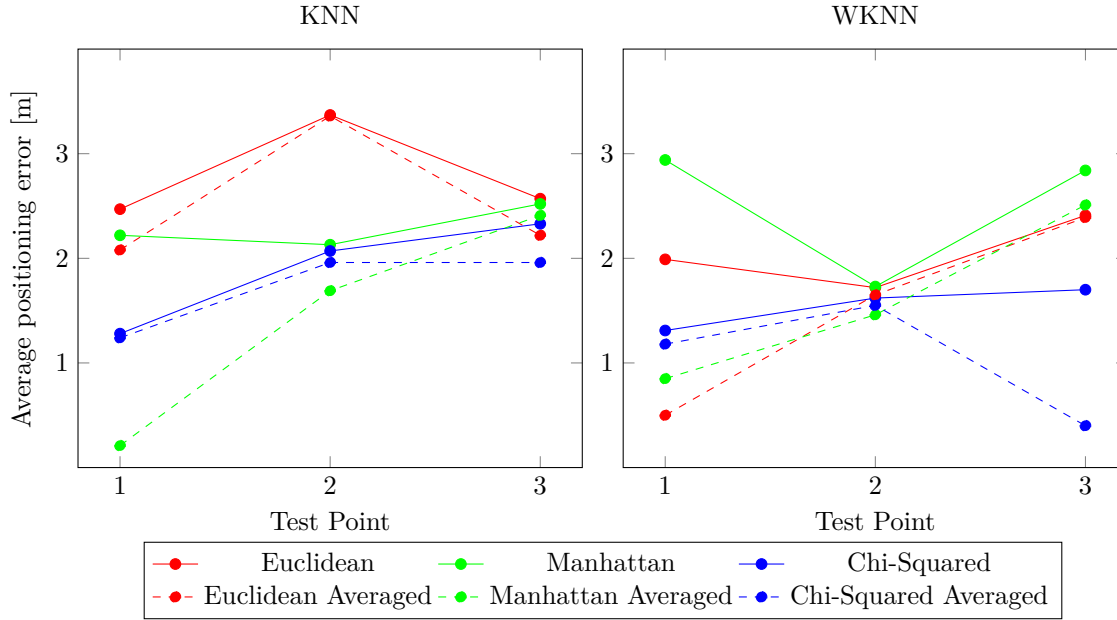 KNN
WKNN
Average positioning error [m]
3
2
1
3
2
1
1 2 3
1 2 3
Test Point
Test Point
Euclidean Manhattan Chi-Squared
Euclidean Averaged Manhattan Averaged Chi-Squared Averaged